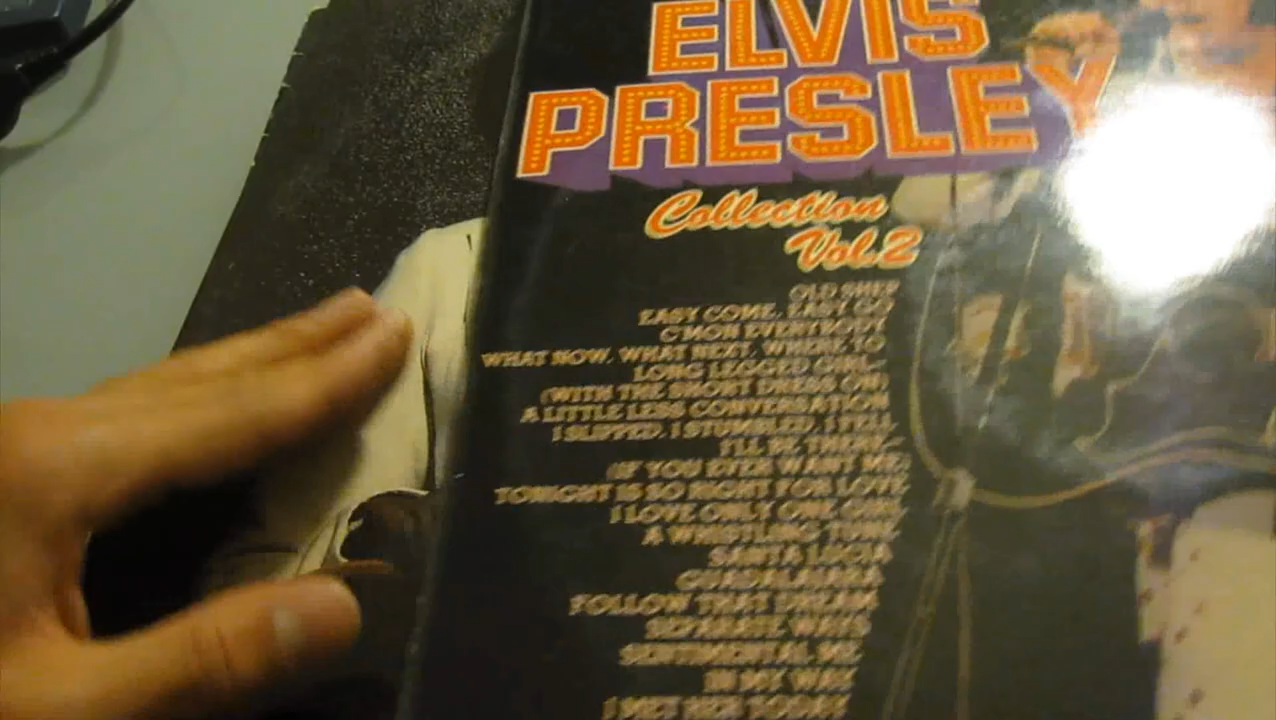 ELVIS
PRESLEY
Collection
Vol.2
OLD SHEP
EASY COME, EASY GO
C'MON EVERYBODY
WHAT NOW, WHAT NEXT, WHERE TO
LONG LEGGED GIRL
(WITH THE SHORT DRESS ON)
A LITTLE LESS CONVERSATION
I SLIPPED, I STUMBLED, I FELL
I'LL BE THERE
(IF YOU EVER WANT ME)
TONIGHT IS SO RIGHT FOR LOVE
I LOVE ONLY ONE GIRL
A WHISTLING TUNE
SANTA LUCIA
GUADALAJARA
FOLLOW THAT DREAM
SEPARATE WAYS
SENTIMENTAL ME
IN MY WAY
I MET HER TODAY